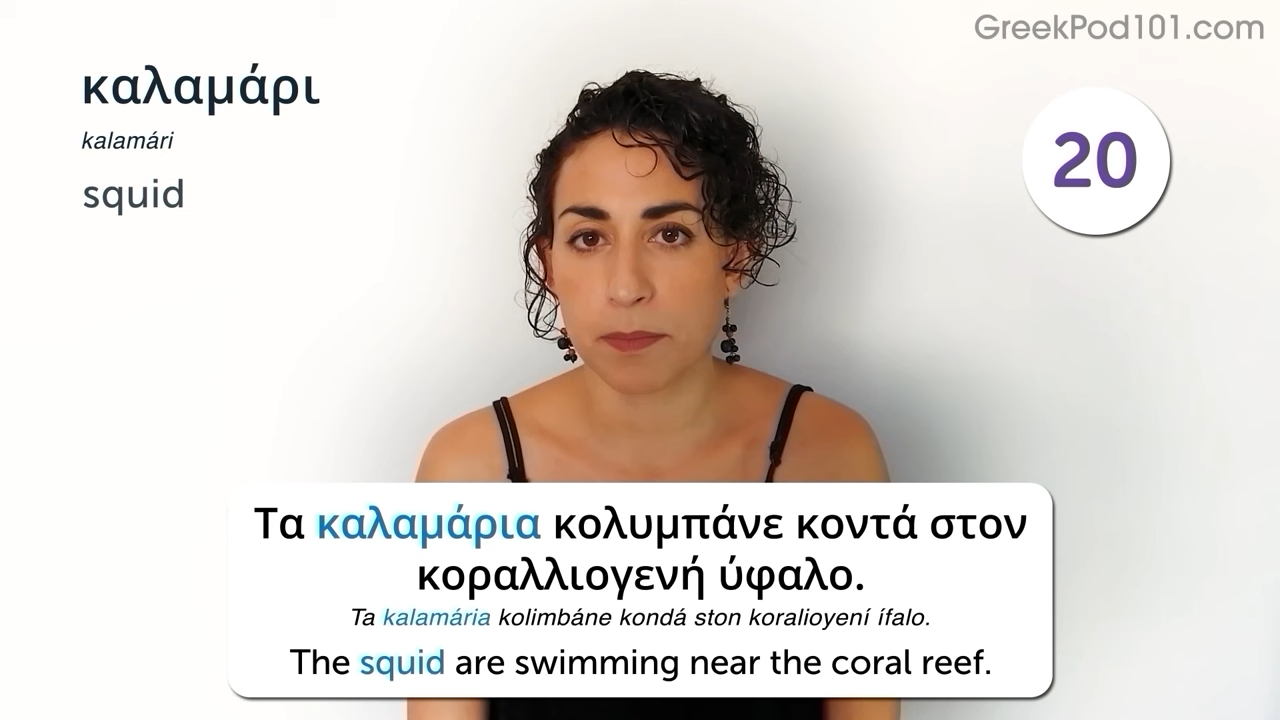 GreekPod101.com
καλαμάρι
kalamári
squid
20
Τα καλαμάρια κολυμπάνε κοντά στον
κοραλλιογενή ύφαλο.
Ta kalamária kolimbáne kondá ston koralioyení ífalo.
The squid are swimming near the coral reef.